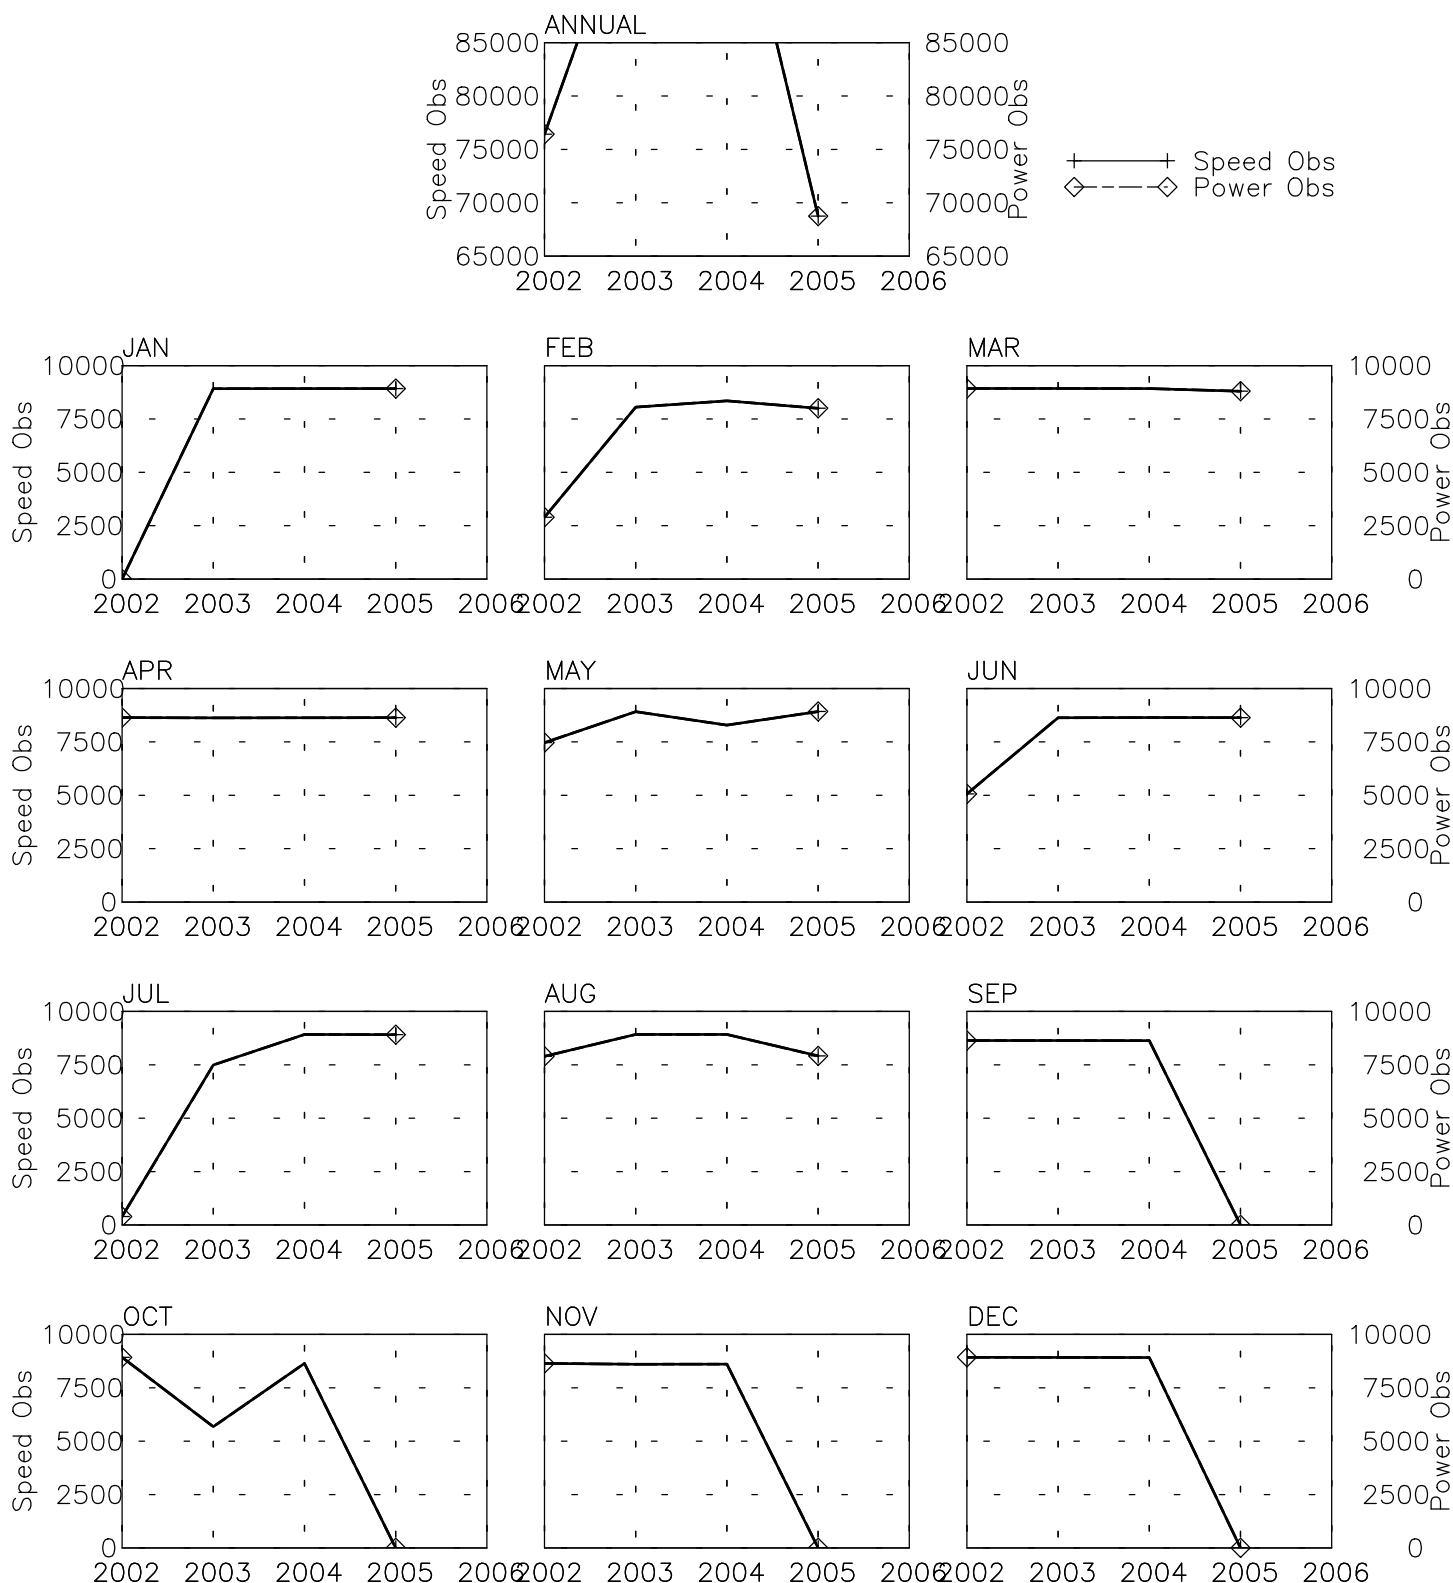 ANNUAL
85000 85000
80000 80000
75000 75000
70000 70000
65000 65000
Speed Obs
Power Obs
2002 2003 2004 2005 2006
Speed Obs
Power Obs
JAN FEB MAR
10000 10000
7500 7500
5000 5000
2500 2500
0 0
Speed Obs
Power Obs
2002 2003 2004 2005 2006 2002 2003 2004 2005 2006 2002 2003 2004 2005 2006
APR MAY JUN
10000 10000
7500 7500
5000 5000
2500 2500
0 0
Speed Obs
Power Obs
2002 2003 2004 2005 2006 2002 2003 2004 2005 2006 2002 2003 2004 2005 2006
JUL AUG SEP
10000 10000
7500 7500
5000 5000
2500 2500
0 0
Speed Obs
Power Obs
2002 2003 2004 2005 2006 2002 2003 2004 2005 2006 2002 2003 2004 2005 2006
OCT NOV DEC
10000 10000
7500 7500
5000 5000
2500 2500
0 0
Speed Obs
Power Obs
2002 2003 2004 2005 2006 2002 2003 2004 2005 2006 2002 2003 2004 2005 2006